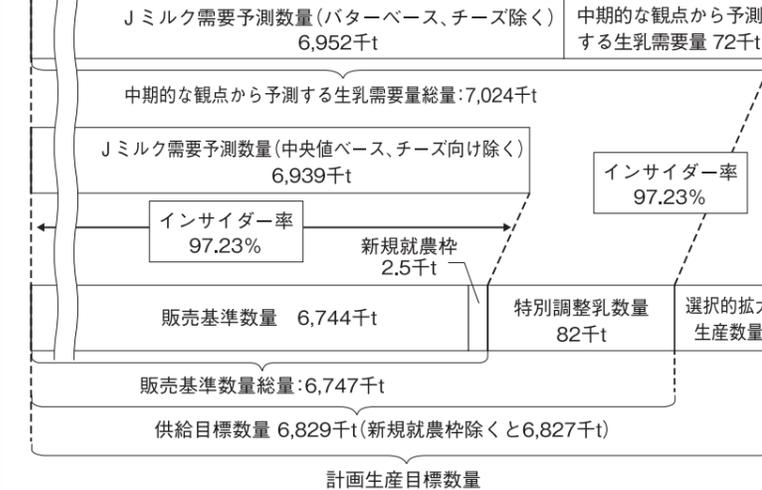 Jミルク需要予測数量(バターベース、チーズ除く)
6,952千t
中期的な観点から予測
する生乳需要量 72千t
中期的な観点から予測する生乳需要量総量:7,024千t
Jミルク需要予測数量(中央値ベース、チーズ向け除く)
6,939千t
インサイダー率
97.23%
インサイダー率
97.23%
新規就農枠
2.5千t
販売基準数量 6,744千t
特別調整乳数量
82千t
選択的拡大
生産数量
販売基準数量総量:6,747千t
供給目標数量 6,829千t(新規就農枠除くと6,827千t)
計画生産目標数量